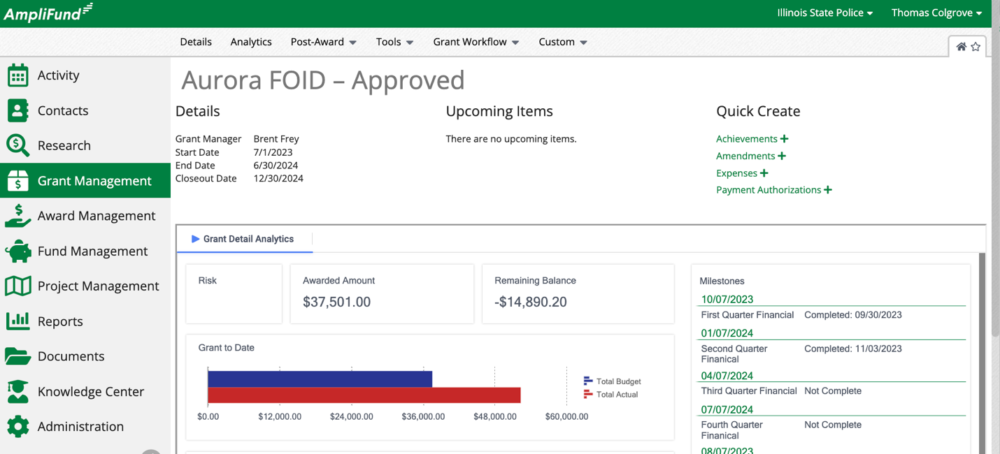 AmpliFund
Illinois State Police
Thomas Colgrove
Details
Analytics
Post-Award
Tools
Grant Workflow
Custom
Activity
Contacts
Research
Grant Management
Award Management
Fund Management
Project Management
Reports
Documents
Knowledge Center
Administration
Aurora FOID – Approved
Details
Grant Manager Brent Frey
Start Date 7/1/2023
End Date 6/30/2024
Closeout Date 12/30/2024
Upcoming Items
There are no upcoming items.
Quick Create
Achievements
Amendments
Expenses
Payment Authorizations
Grant Detail Analytics
Risk
Awarded Amount
$37,501.00
Remaining Balance
-$14,890.20
Grant to Date
Total Budget
Total Actual
$0.00 $12,000.00 $24,000.00 $36,000.00 $48,000.00 $60,000.00
Milestones
10/07/2023
First Quarter Financial Completed: 09/30/2023
01/07/2024
Second Quarter Completed: 11/03/2023
Finanical
04/07/2024
Third Quarter Financial Not Complete
07/07/2024
Fourth Quarter Not Complete
Finanical
08/07/2023